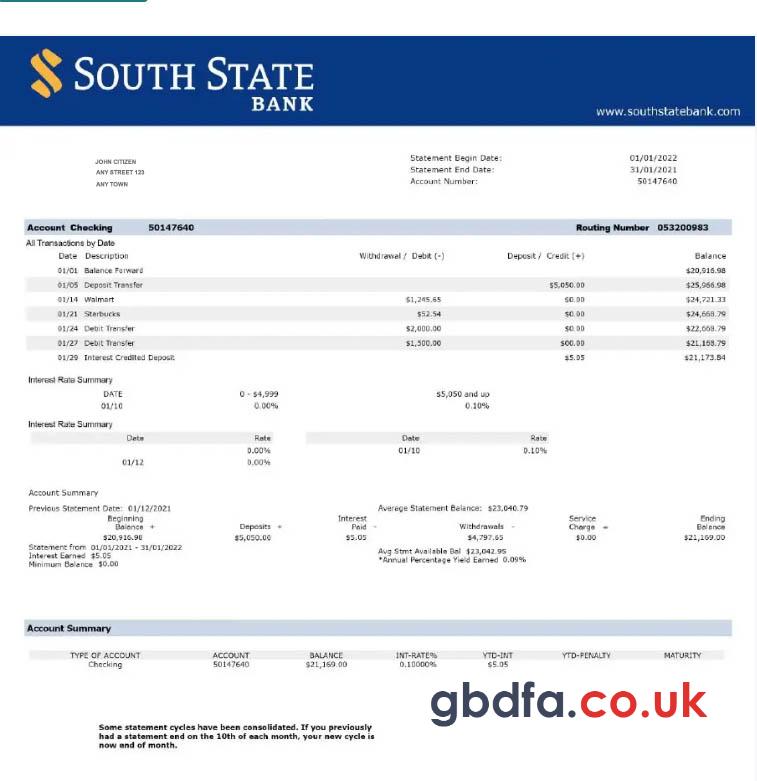 SOUTH STATE
BANK
www.southstatebank.com
JOHN CITIZEN
ANY STREET 123
ANY TOWN
Statement Begin Date: 01/01/2022
Statement End Date: 31/01/2021
Account Number: 50147640
Account Checking 50147640 Routing Number 053200983
All Transactions by Date
Date Description Withdrawal / Debit (-) Deposit / Credit (+) Balance
01/01 Balance Forward $20,916.98
01/05 Deposit Transfer $5,050.00 $25,966.98
01/14 Walmart $1,245.65 $0.00 $24,721.33
01/21 Starbucks $52.54 $0.00 $24,668.79
01/24 Debit Transfer $2,000.00 $0.00 $22,668.79
01/27 Debit Transfer $1,500.00 $00.00 $21,168.79
01/29 Interest Credited Deposit $5.05 $21,173.84
Interest Rate Summary
DATE 0 - $4,999 $5,050 and up
01/10 0.00% 0.10%
Interest Rate Summary
Date Rate Date Rate
0.00% 01/10 0.10%
01/12 0.00%
Account Summary
Previous Statement Date: 01/12/2021 Average Statement Balance: $23,040.79
Beginning Interest Service Ending
Balance + Deposits + Paid - Withdrawals - Charge = Balance
$20,916.98 $5,050.00 $5.05 $4,797.65 $0.00 $21,169.00
Statement from 01/01/2021 - 31/01/2022
Interest Earned $5.05 Avg Stmt Available Bal $23,042.95
Minimum Balance $0.00 *Annual Percentage Yield Earned 0.09%
Account Summary
TYPE OF ACCOUNT ACCOUNT BALANCE INT-RATE% YTD-INT YTD-PENALTY MATURITY
Checking 50147640 $21,169.00 0.10000% $5.05
gbdfa.co.uk
Some statement cycles have been consolidated. If you previously
had a statement end on the 10th of each month, your new cycle is
now end of month.